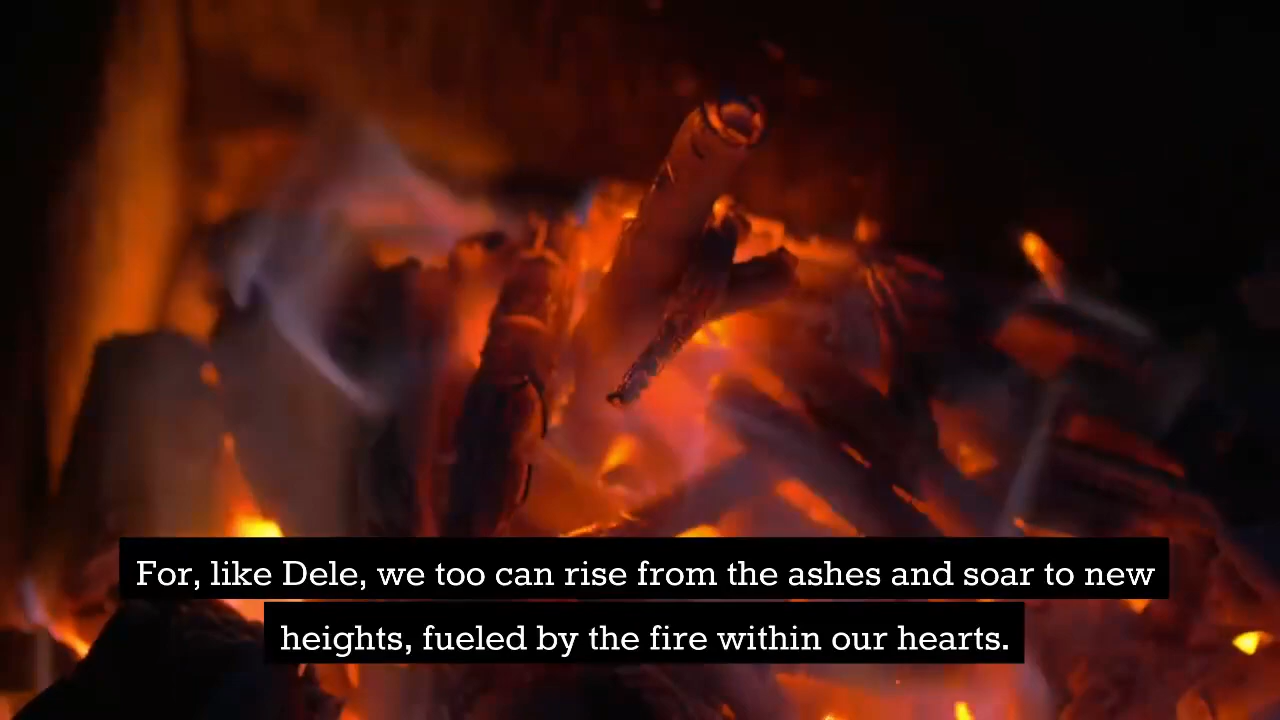 For, like Dele, we too can rise from the ashes and soar to new
heights, fueled by the fire within our hearts.